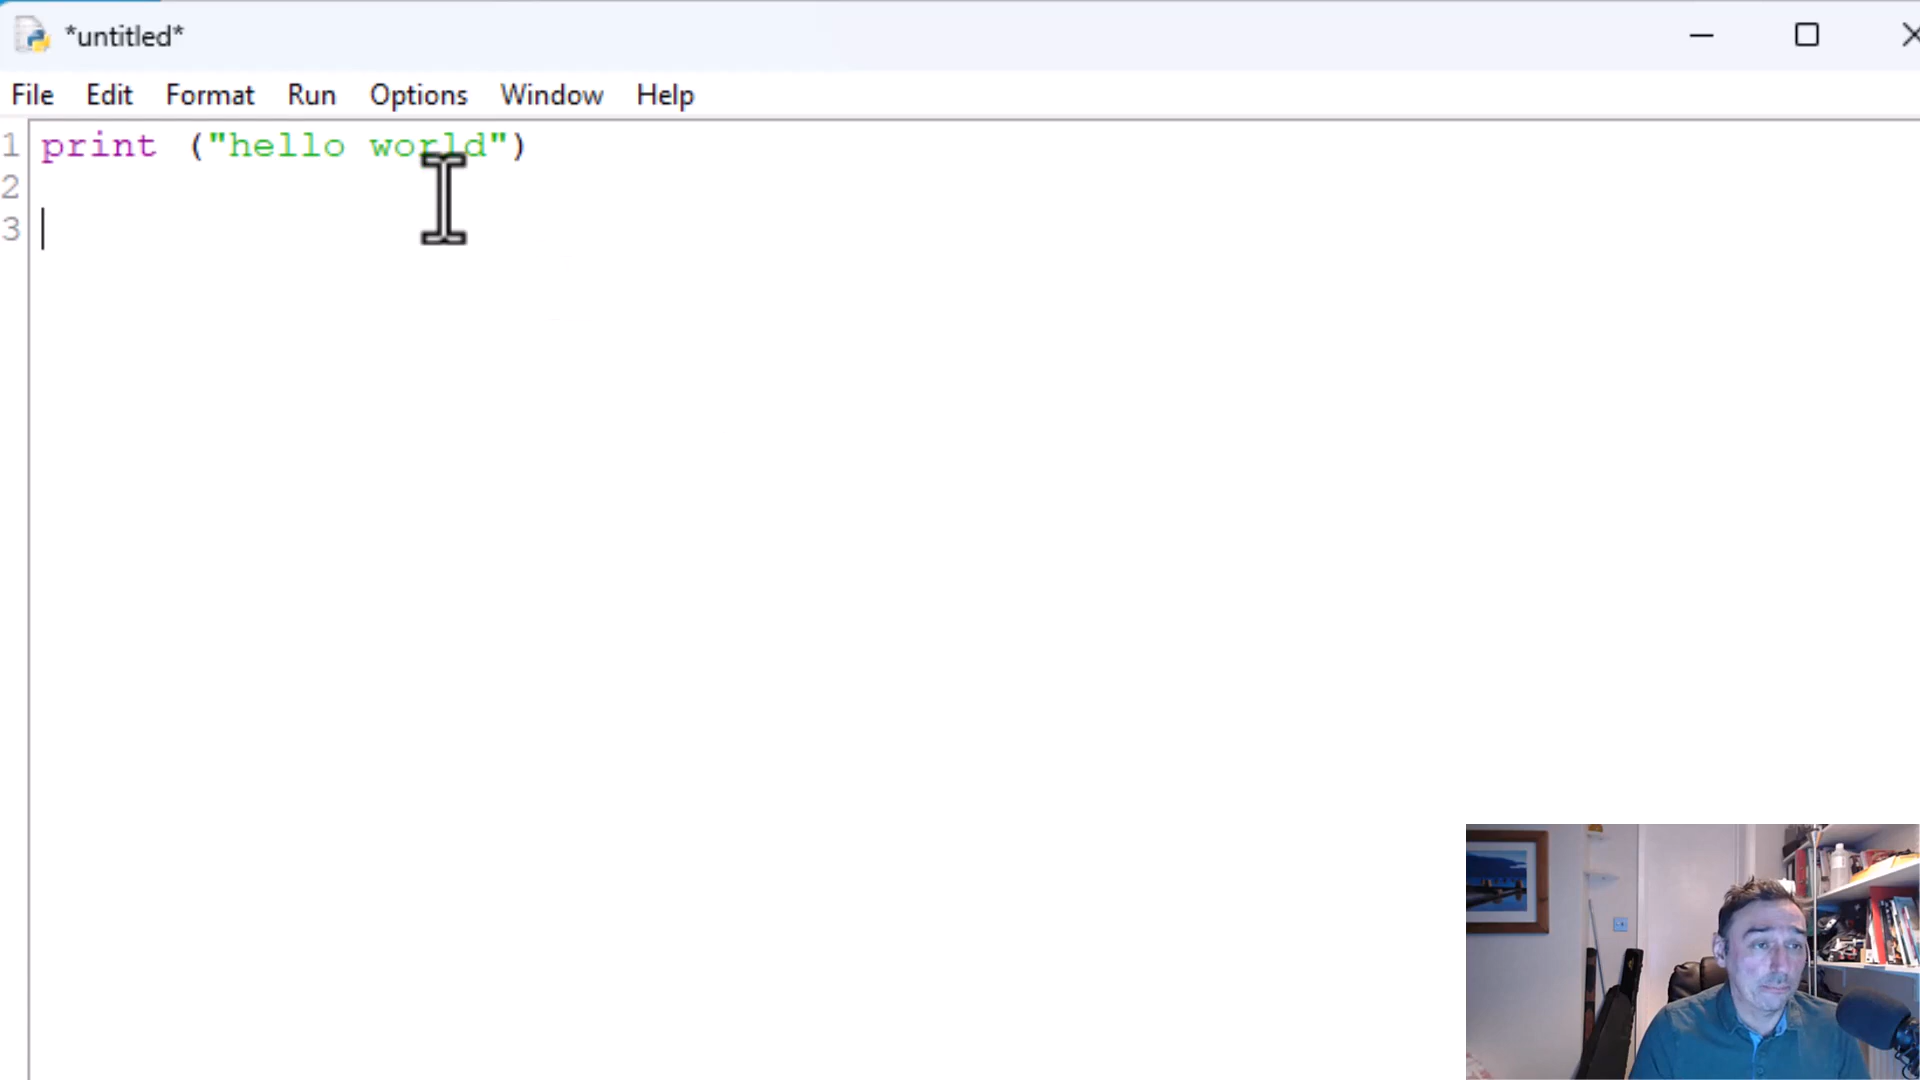 *untitled*
File Edit Format Run Options Window Help
1 print ("hello world")
2
3